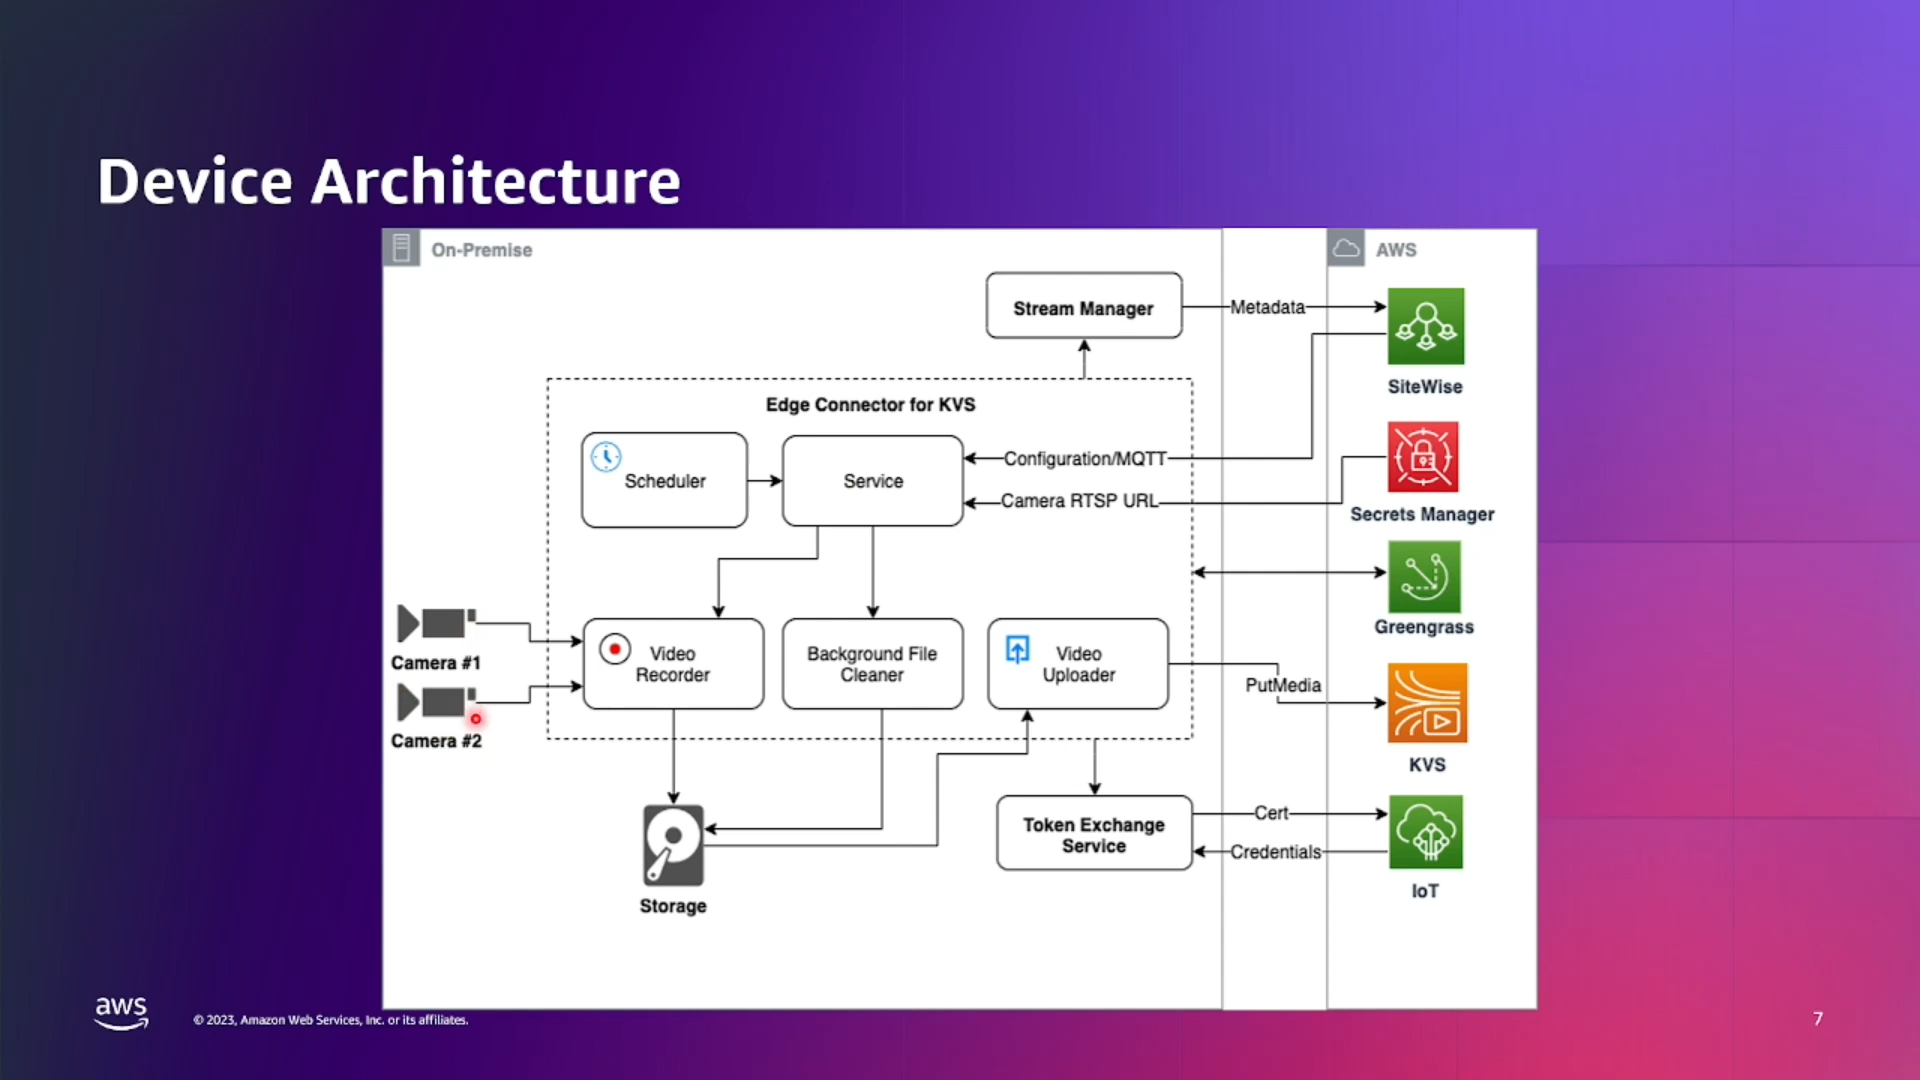 Device Architecture
On-Premise
AWS
Stream Manager
Metadata
SiteWise
Edge Connector for KVS
Scheduler
Service
Configuration/MQTT
Camera RTSP URL
Secrets Manager
Greengrass
Camera #1
Camera #2
Video
Recorder
Background File
Cleaner
Video
Uploader
PutMedia
KVS
Storage
Token Exchange
Service
Cert
Credentials
IoT
aws
© 2023, Amazon Web Services, Inc. or its affiliates.
7